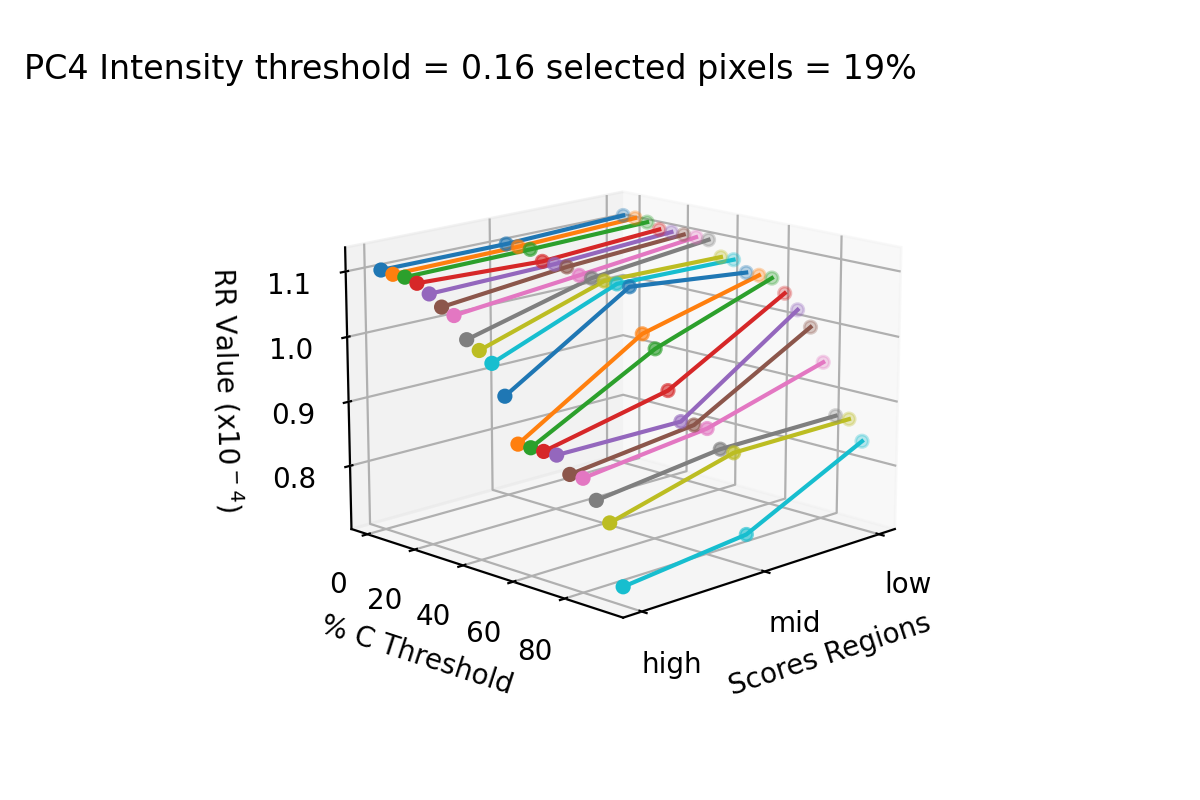 PC4 Intensity threshold = 0.16 selected pixels = 19%
RR Value (x10⁻⁴)
1.1
1.0
0.9
0.8
0
20
40
60
80
% C Threshold
high
mid
low
Scores Regions